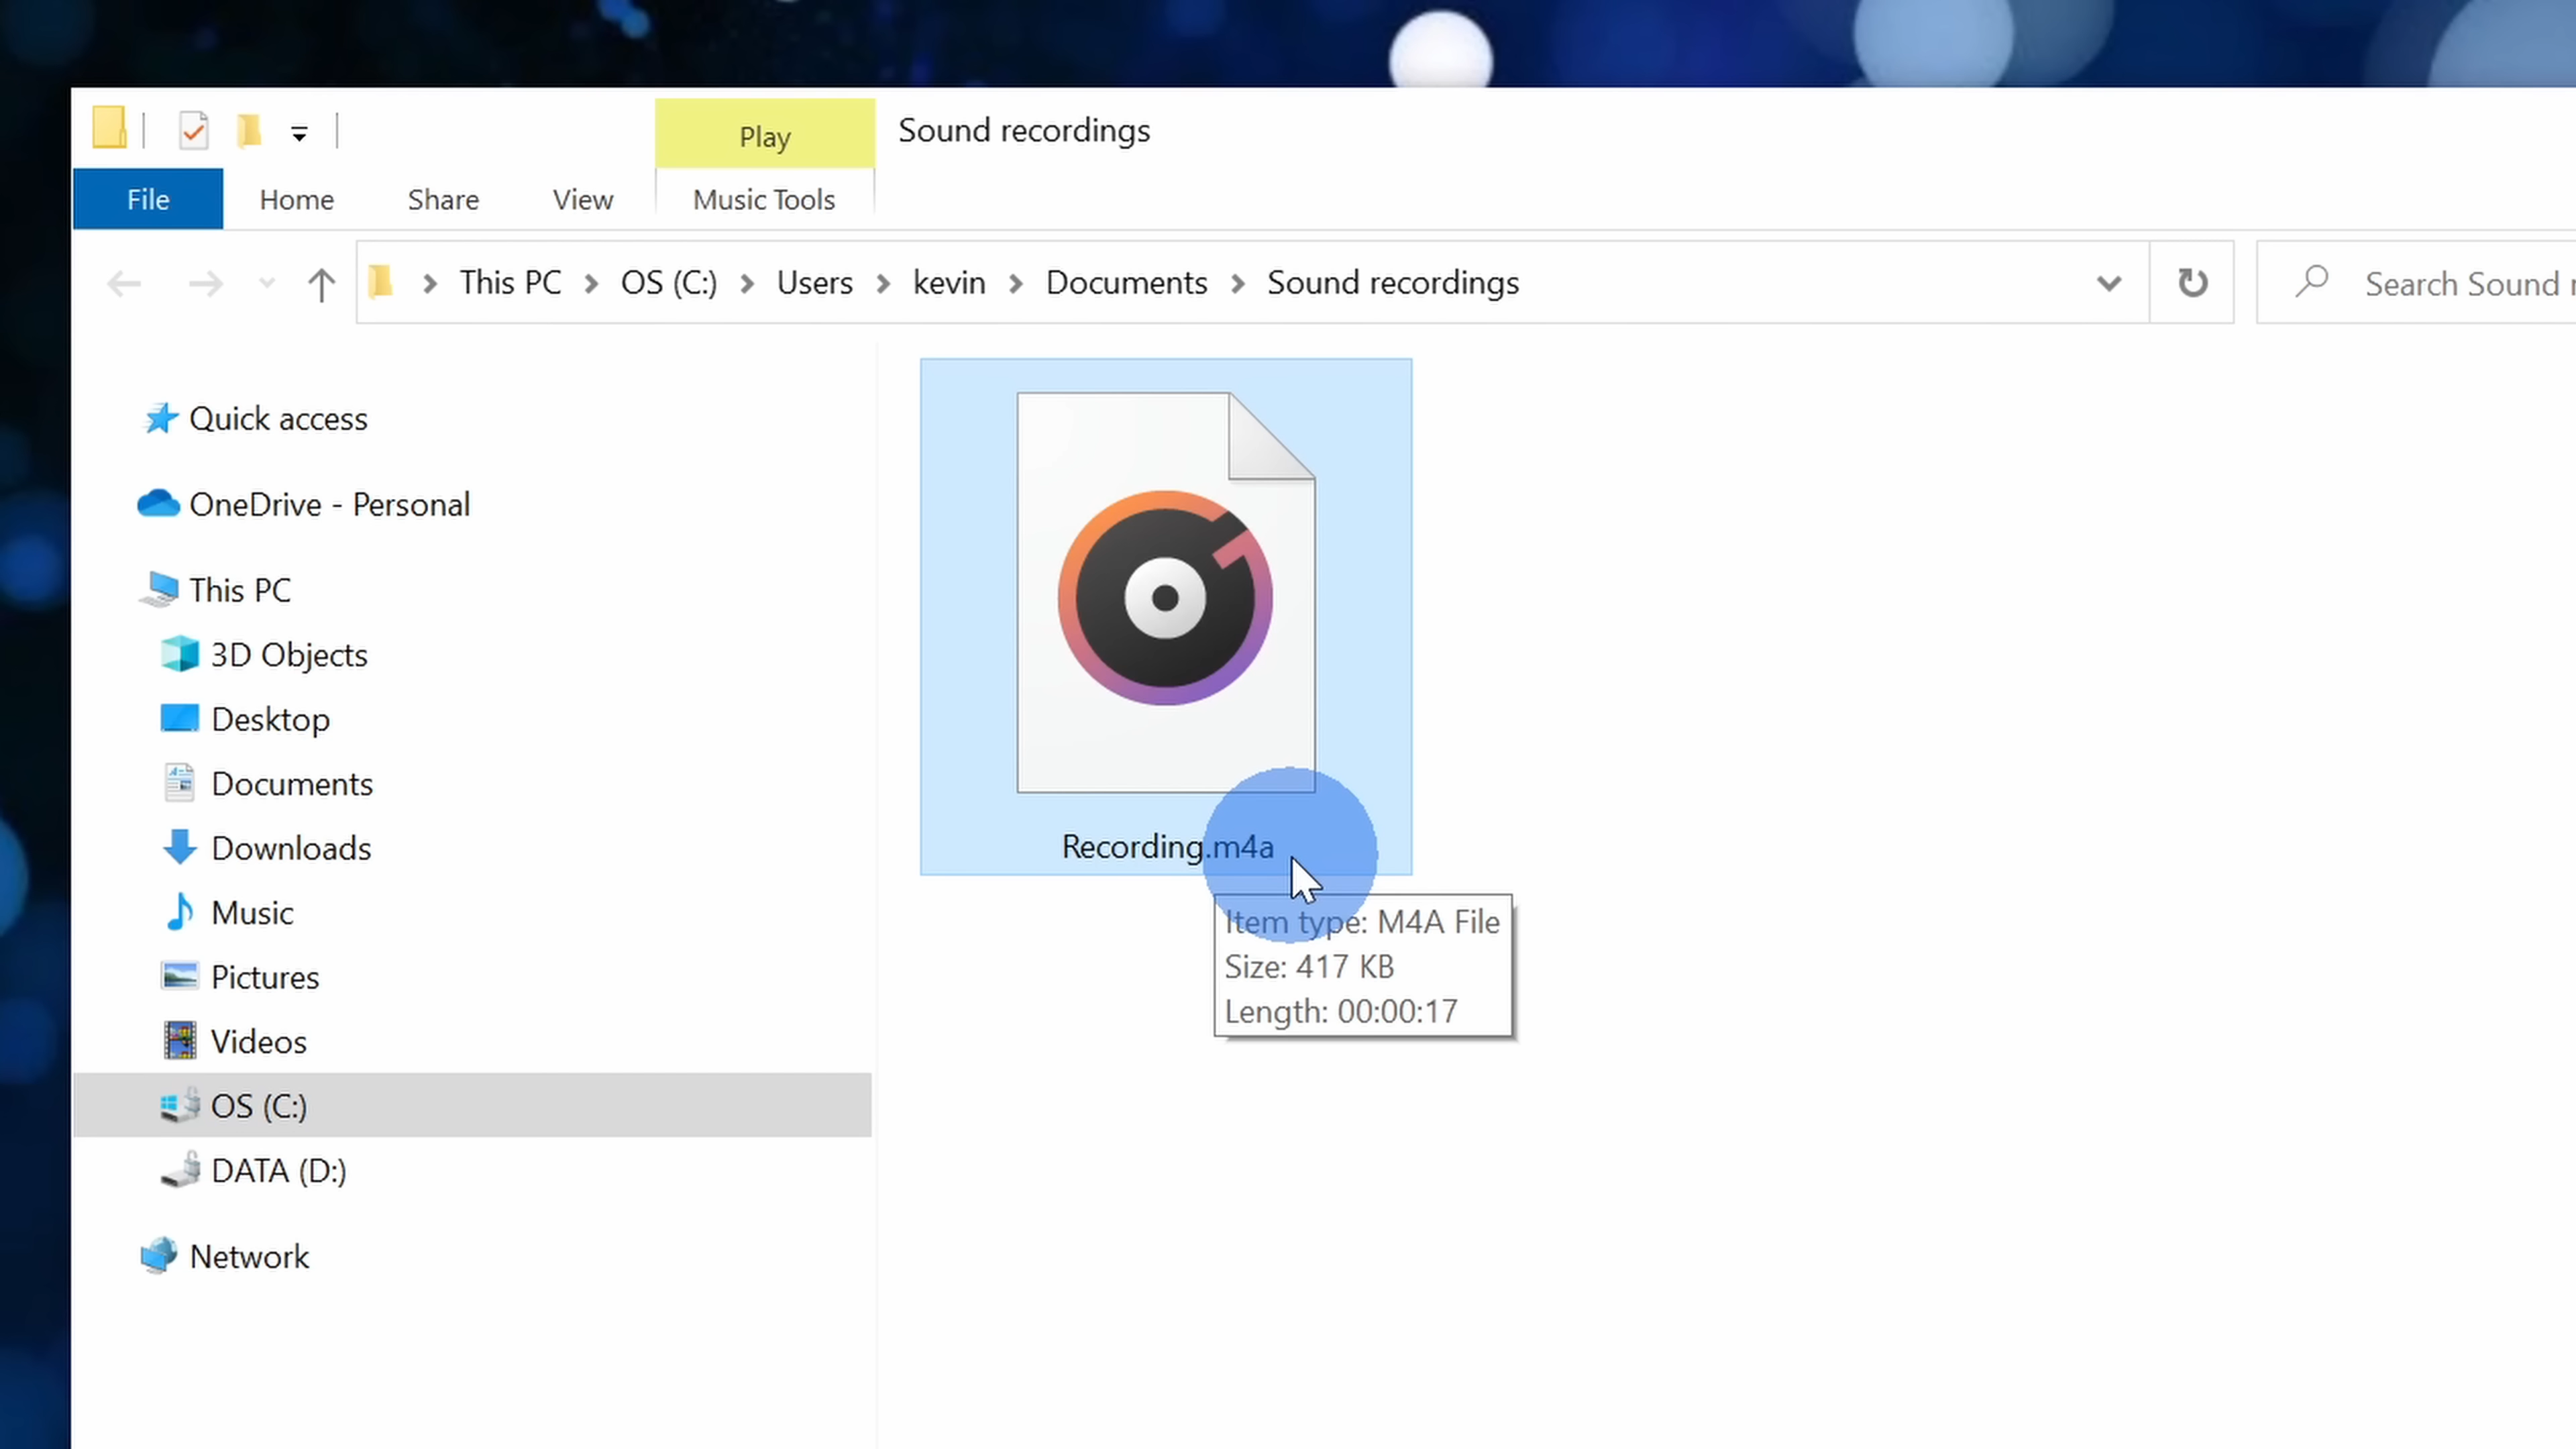 Play
Sound recordings
File
Home
Share
View
Music Tools
This PC
OS (C:)
Users
kevin
Documents
Sound recordings
Search Sound
Quick access
OneDrive - Personal
This PC
3D Objects
Desktop
Documents
Downloads
Music
Pictures
Videos
OS (C:)
DATA (D:)
Network
Recording.m4a
Item type: M4A File
Size: 417 KB
Length: 00:00:17